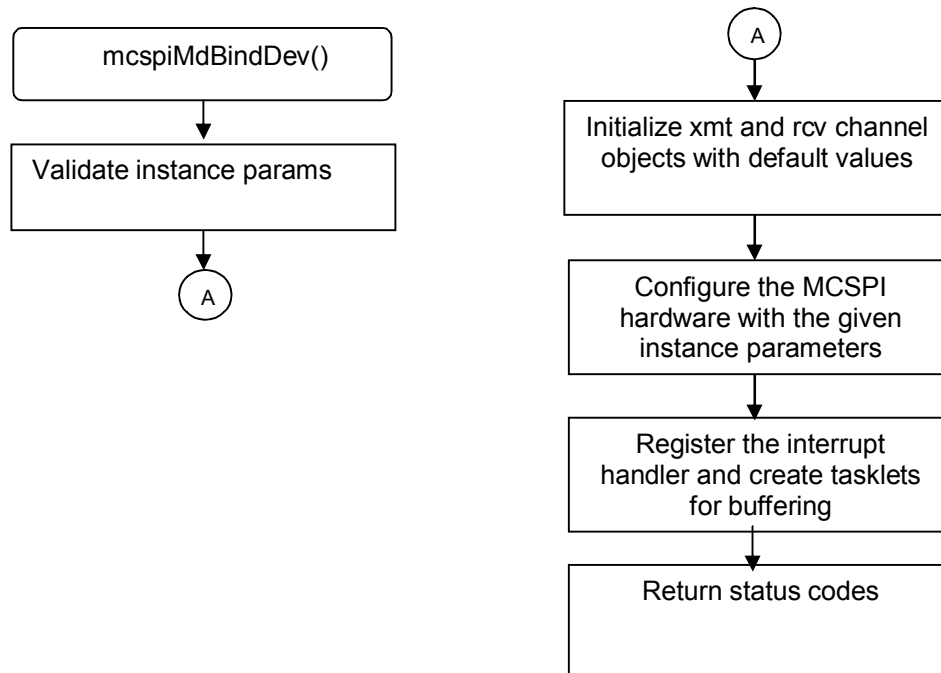 mcspiMdBindDev()
Validate instance params
A
A
Initialize xmt and rcv channel
objects with default values
Configure the MCSPI
hardware with the given
instance parameters
Register the interrupt
handler and create tasklets
for buffering
Return status codes